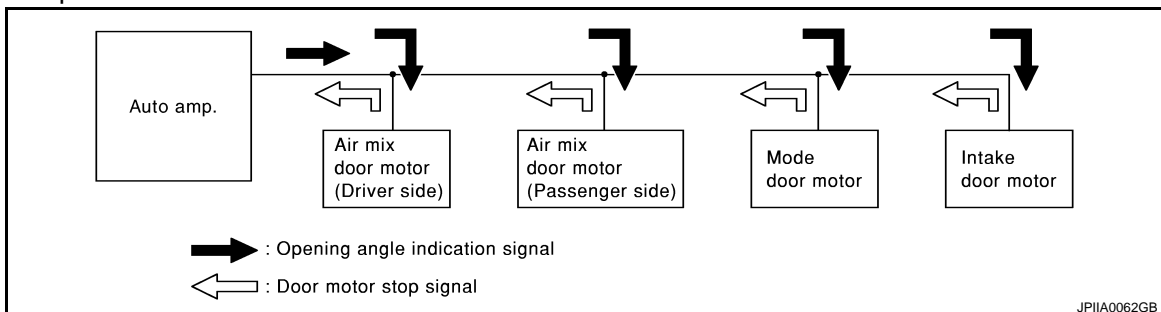 Auto amp.
Air mix
door motor
(Driver side)
Air mix
door motor
(Passenger side)
Mode
door motor
Intake
door motor
: Opening angle indication signal
: Door motor stop signal
JPIIA0062GB